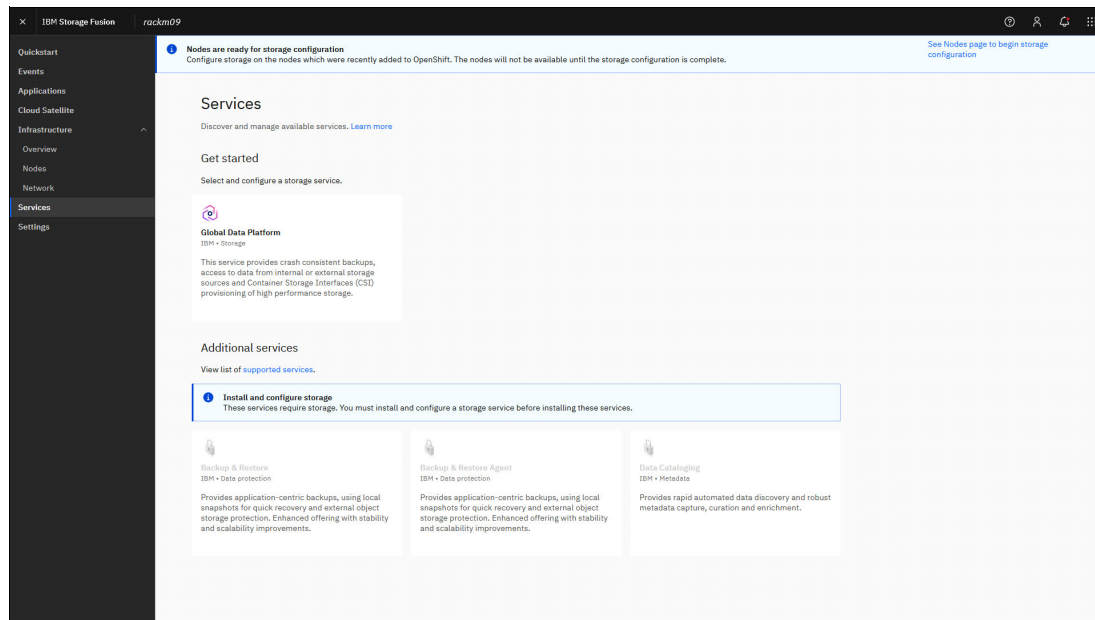 IBM Storage Fusion
rackm09
Quickstart
Events
Applications
Cloud Satellite
Infrastructure
Overview
Nodes
Network
Services
Settings
Nodes are ready for storage configuration
Configure storage on the nodes which were recently added to OpenShift. The nodes will not be available until the storage configuration is complete.
See Nodes page to begin storage
configuration
Services
Discover and manage available services. Learn more
Get started
Select and configure a storage service.
Global Data Platform
IBM • Storage
This service provides crash consistent backups,
access to data from internal or external storage
sources and Container Storage Interfaces (CSI)
provisioning of high performance storage.
Additional services
View list of supported services.
Install and configure storage
These services require storage. You must install and configure a storage service before installing these services.
Backup & Restore
IBM • Data protection
Provides application-centric backups, using local
snapshots for quick recovery and external object
storage protection. Enhanced offering with stability
and scalability improvements.
Backup & Restore Agent
IBM • Data protection
Provides application-centric backups, using local
snapshots for quick recovery and external object
storage protection. Enhanced offering with stability
and scalability improvements.
Data Cataloging
IBM • Metadata
Provides rapid automated data discovery and robust
metadata capture, curation and enrichment.